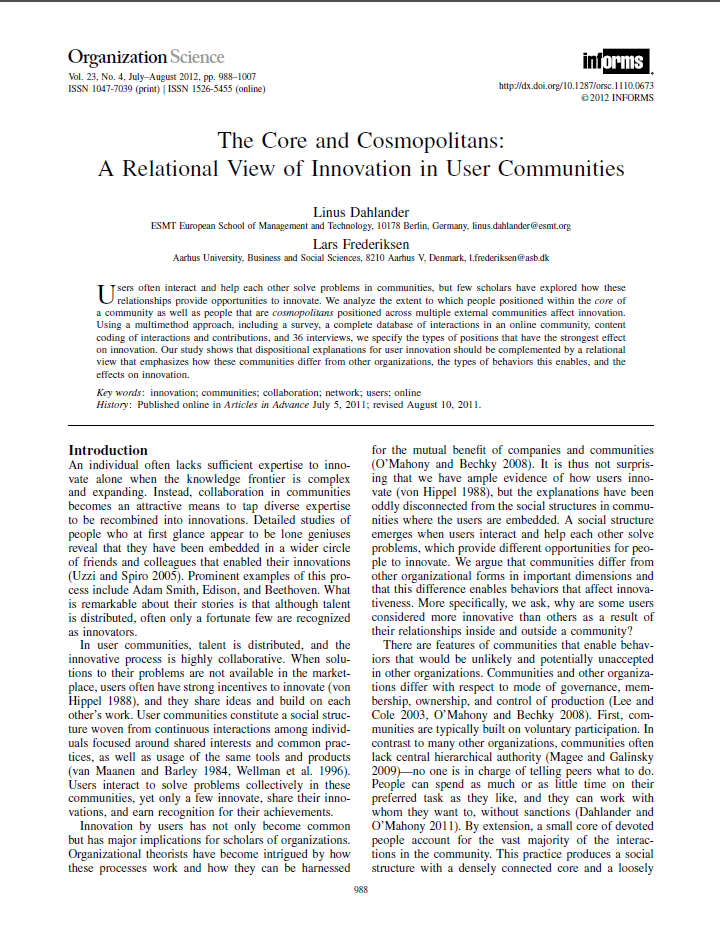 Organization Science
Vol. 23, No. 4, July–August 2012, pp. 988–1007
ISSN 1047-7039 (print) | ISSN 1526-5455 (online)
informs
http://dx.doi.org/10.1287/orsc.1110.0673
© 2012 INFORMS
The Core and Cosmopolitans:
A Relational View of Innovation in User Communities
Linus Dahlander
ESMT European School of Management and Technology, 10178 Berlin, Germany, linus.dahlander@esmt.org
Lars Frederiksen
Aarhus University, Business and Social Sciences, 8210 Aarhus V, Denmark, l.frederiksen@asb.dk
Users often interact and help each other solve problems in communities, but few scholars have explored how these
relationships provide opportunities to innovate. We analyze the extent to which people positioned within the core of
a community as well as people that are cosmopolitans positioned across multiple external communities affect innovation.
Using a multimethod approach, including a survey, a complete database of interactions in an online community, content
coding of interactions and contributions, and 36 interviews, we specify the types of positions that have the strongest effect
on innovation. Our study shows that dispositional explanations for user innovation should be complemented by a relational
view that emphasizes how these communities differ from other organizations, the types of behaviors this enables, and the
effects on innovation.
Key words: innovation; communities; collaboration; network; users; online
History: Published online in Articles in Advance July 5, 2011; revised August 10, 2011.
Introduction
An individual often lacks sufficient expertise to inno-
vate alone when the knowledge frontier is complex
and expanding. Instead, collaboration in communities
becomes an attractive means to tap diverse expertise
to be recombined into innovations. Detailed studies of
people who at first glance appear to be lone geniuses
reveal that they have been embedded in a wider circle
of friends and colleagues that enabled their innovations
(Uzzi and Spiro 2005). Prominent examples of this pro-
cess include Adam Smith, Edison, and Beethoven. What
is remarkable about their stories is that although talent
is distributed, often only a fortunate few are recognized
as innovators.
In user communities, talent is distributed, and the
innovative process is highly collaborative. When solu-
tions to their problems are not available in the market-
place, users often have strong incentives to innovate (von
Hippel 1988), and they share ideas and build on each
other's work. User communities constitute a social struc-
ture woven from continuous interactions among individ-
uals focused around shared interests and common prac-
tices, as well as usage of the same tools and products
(van Maanen and Barley 1984, Wellman et al. 1996).
Users interact to solve problems collectively in these
communities, yet only a few innovate, share their inno-
vations, and earn recognition for their achievements.
Innovation by users has not only become common
but has major implications for scholars of organizations.
Organizational theorists have become intrigued by how
these processes work and how they can be harnessed
for the mutual benefit of companies and communities
(O'Mahony and Bechky 2008). It is thus not surpris-
ing that we have ample evidence of how users inno-
vate (von Hippel 1988), but the explanations have been
oddly disconnected from the social structures in commu-
nities where the users are embedded. A social structure
emerges when users interact and help each other solve
problems, which provide different opportunities for peo-
ple to innovate. We argue that communities differ from
other organizational forms in important dimensions and
that this difference enables behaviors that affect innova-
tiveness. More specifically, we ask, why are some users
considered more innovative than others as a result of
their relationships inside and outside a community?
There are features of communities that enable behav-
iors that would be unlikely and potentially unaccepted
in other organizations. Communities and other organiza-
tions differ with respect to mode of governance, mem-
bership, ownership, and control of production (Lee and
Cole 2003, O'Mahony and Bechky 2008). First, com-
munities are typically built on voluntary participation. In
contrast to many other organizations, communities often
lack central hierarchical authority (Magee and Galinsky
2009)—no one is in charge of telling peers what to do.
People can spend as much or as little time on their
preferred task as they like, and they can work with
whom they want to, without sanctions (Dahlander and
O'Mahony 2011). By extension, a small core of devoted
people account for the vast majority of the interac-
tions in the community. This practice produces a social
structure with a densely connected core and a loosely
988